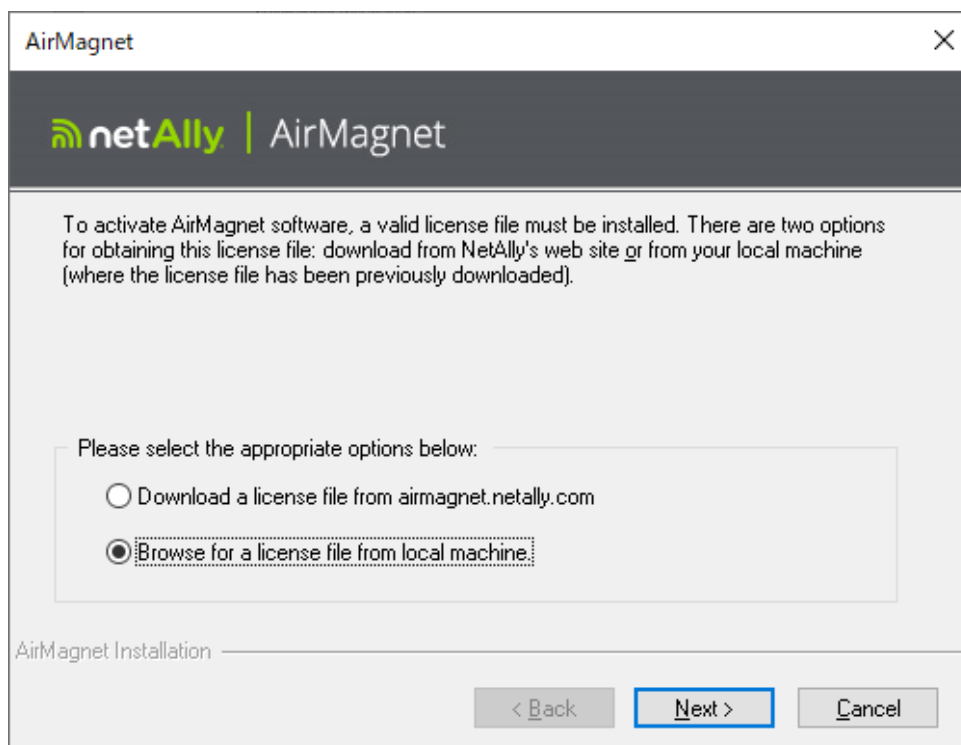 AirMagnet
netAlly | AirMagnet
To activate AirMagnet software, a valid license file must be installed. There are two options
for obtaining this license file: download from NetAlly's web site or from your local machine
(where the license file has been previously downloaded).
Please select the appropriate options below:
Download a license file from airmagnet.netally.com
Browse for a license file from local machine.
AirMagnet Installation
< Back Next > Cancel